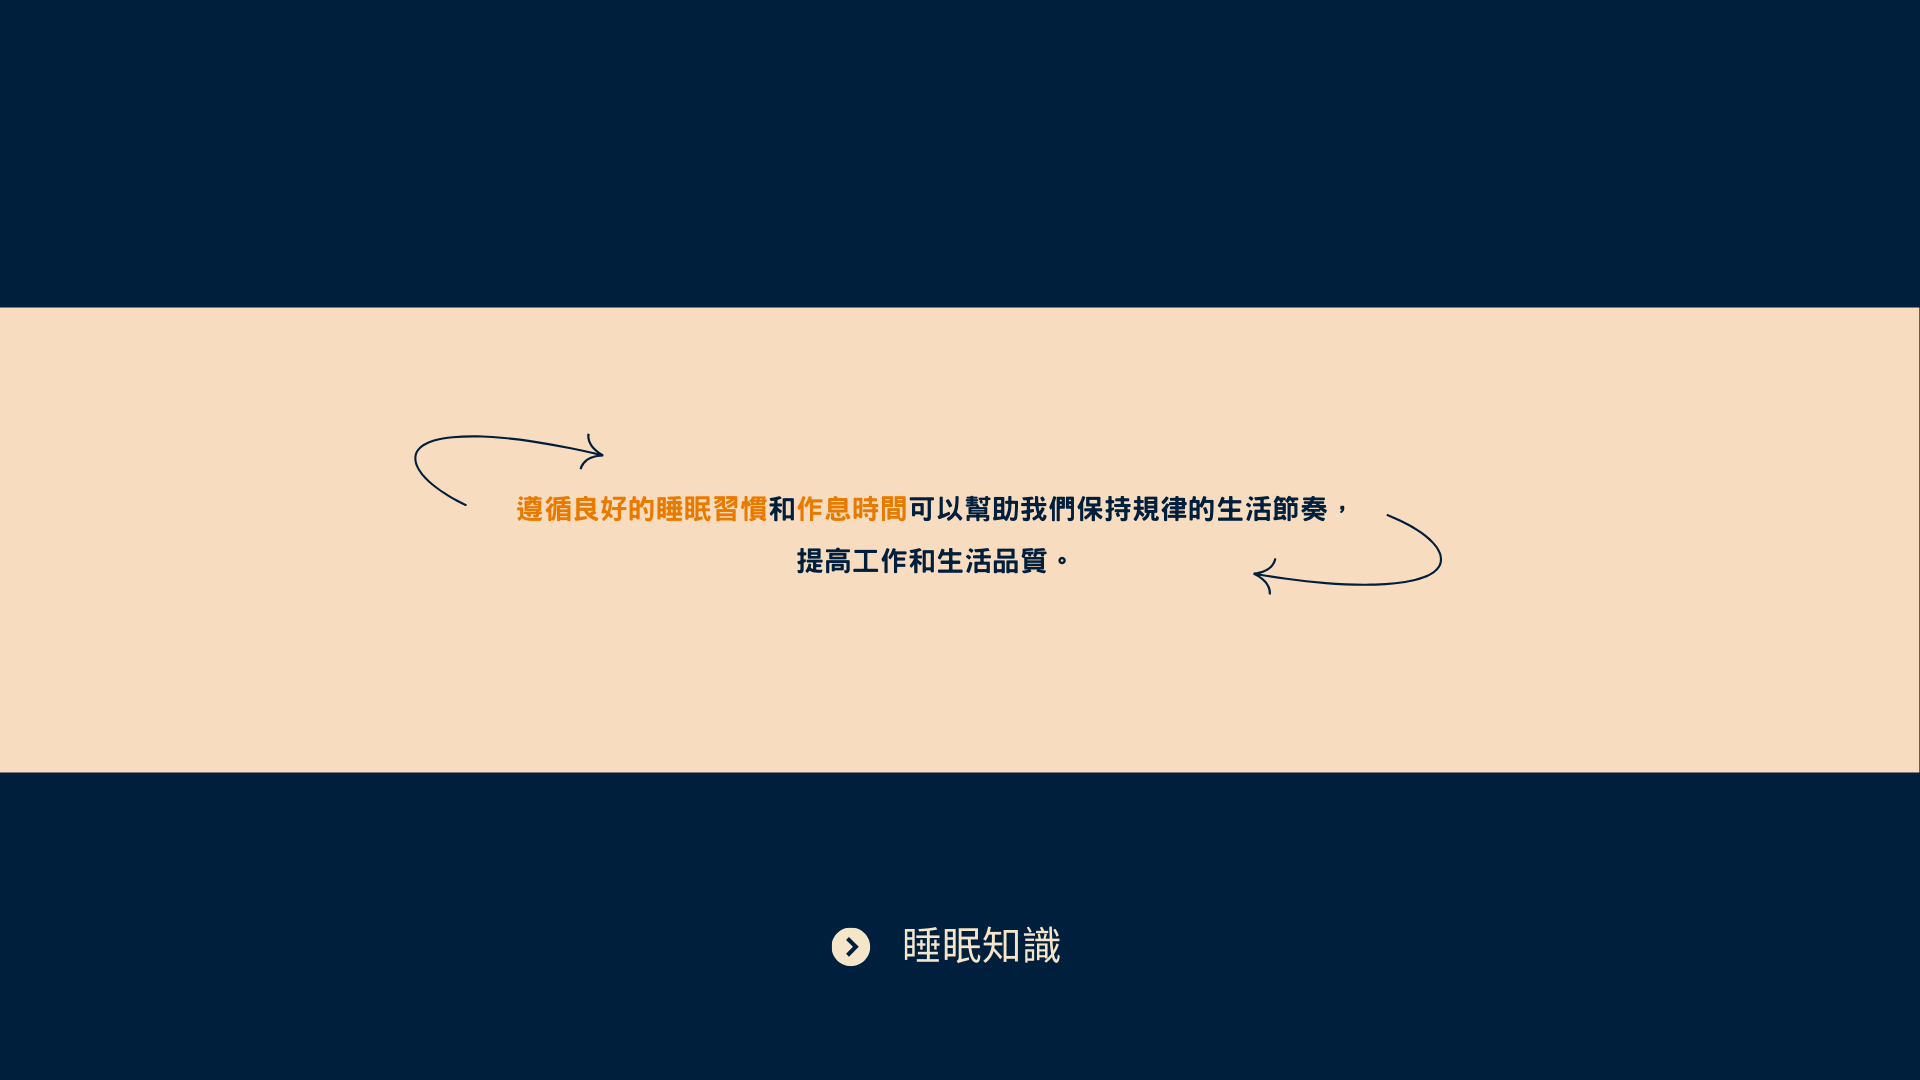 遵循良好的睡眠習慣和作息時間可以幫助我們保持規律的生活節奏，
提高工作和生活品質。
睡眠知識